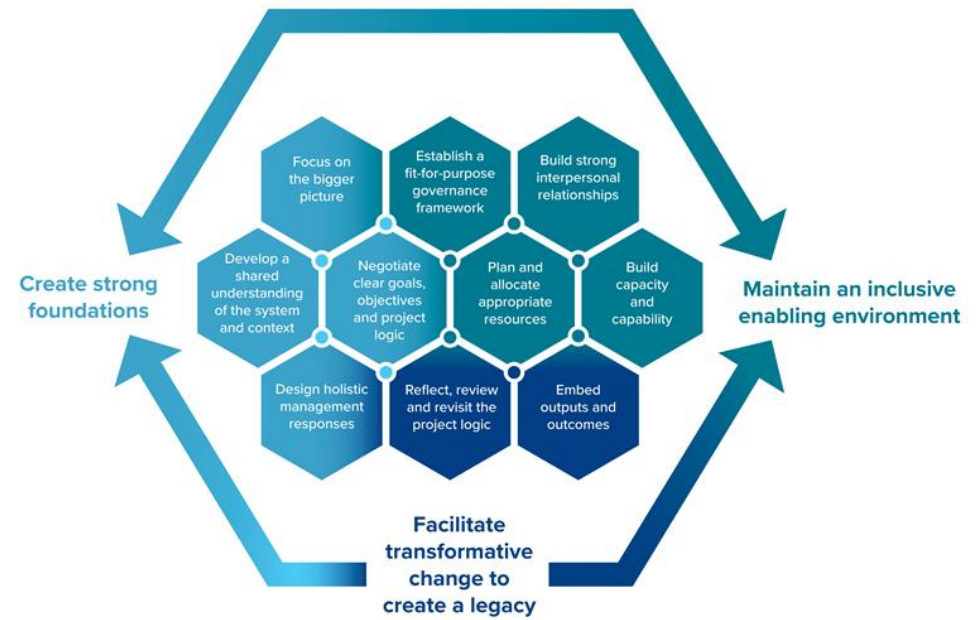 Focus on
the bigger
picture
Establish a
fit-for-purpose
governance
framework
Build strong
interpersonal
relationships
Create strong
foundations
Develop a
shared
understanding
of the system
and context
Negotiate
clear goals,
objectives
and project
logic
Plan and
allocate
appropriate
resources
Build
capacity
and
capability
Maintain an inclusive
enabling environment
Design holistic
management
responses
Reflect, review
and revisit the
project logic
Embed
outputs and
outcomes
Facilitate
transformative
change to
create a legacy